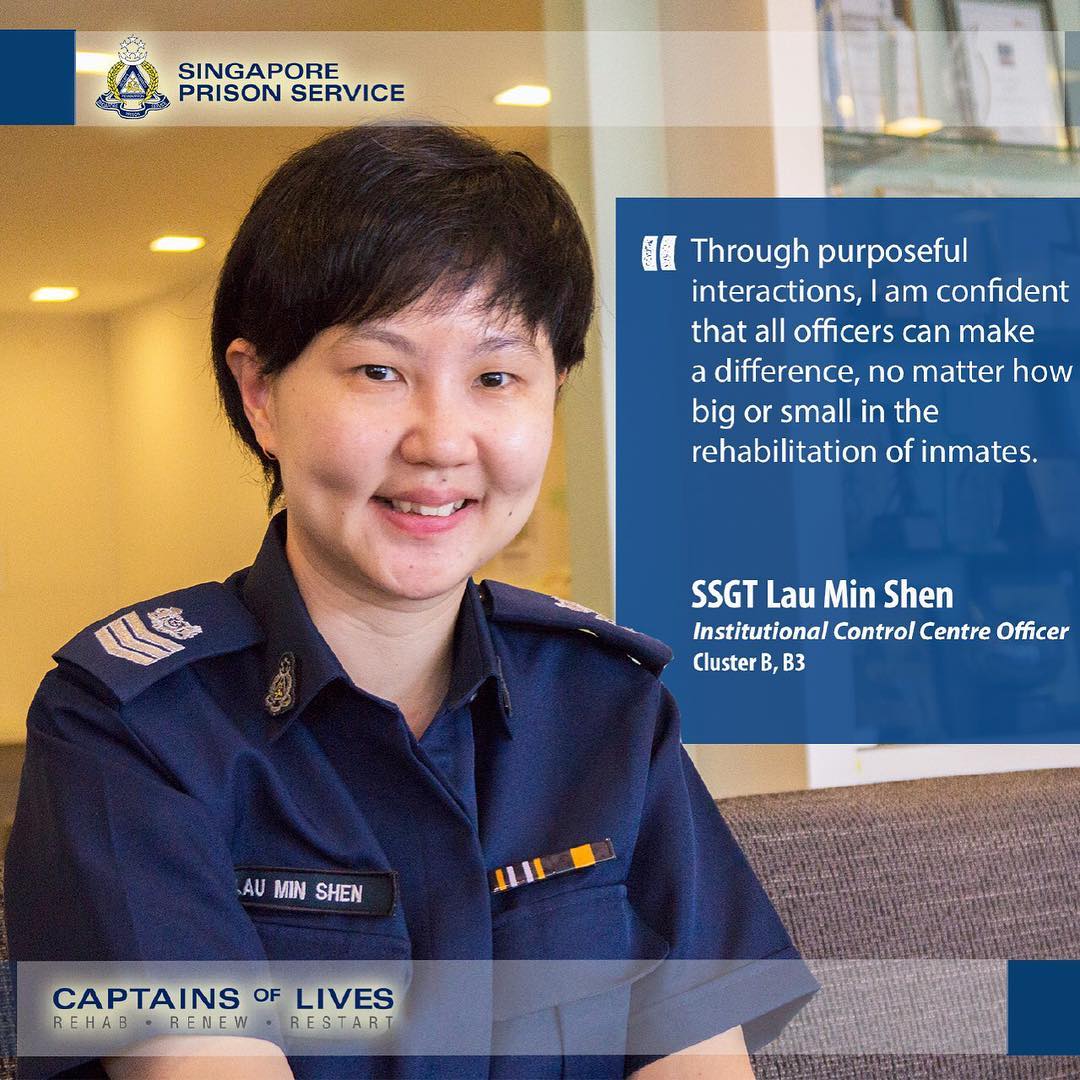 SINGAPORE
PRISON SERVICE
Through purposeful
interactions, I am confident
that all officers can make
a difference, no matter how
big or small in the
rehabilitation of inmates.
SSGT Lau Min Shen
Institutional Control Centre Officer
Cluster B, B3
LAU MIN SHEN
CAPTAINS OF LIVES
REHAB • RENEW • RESTART